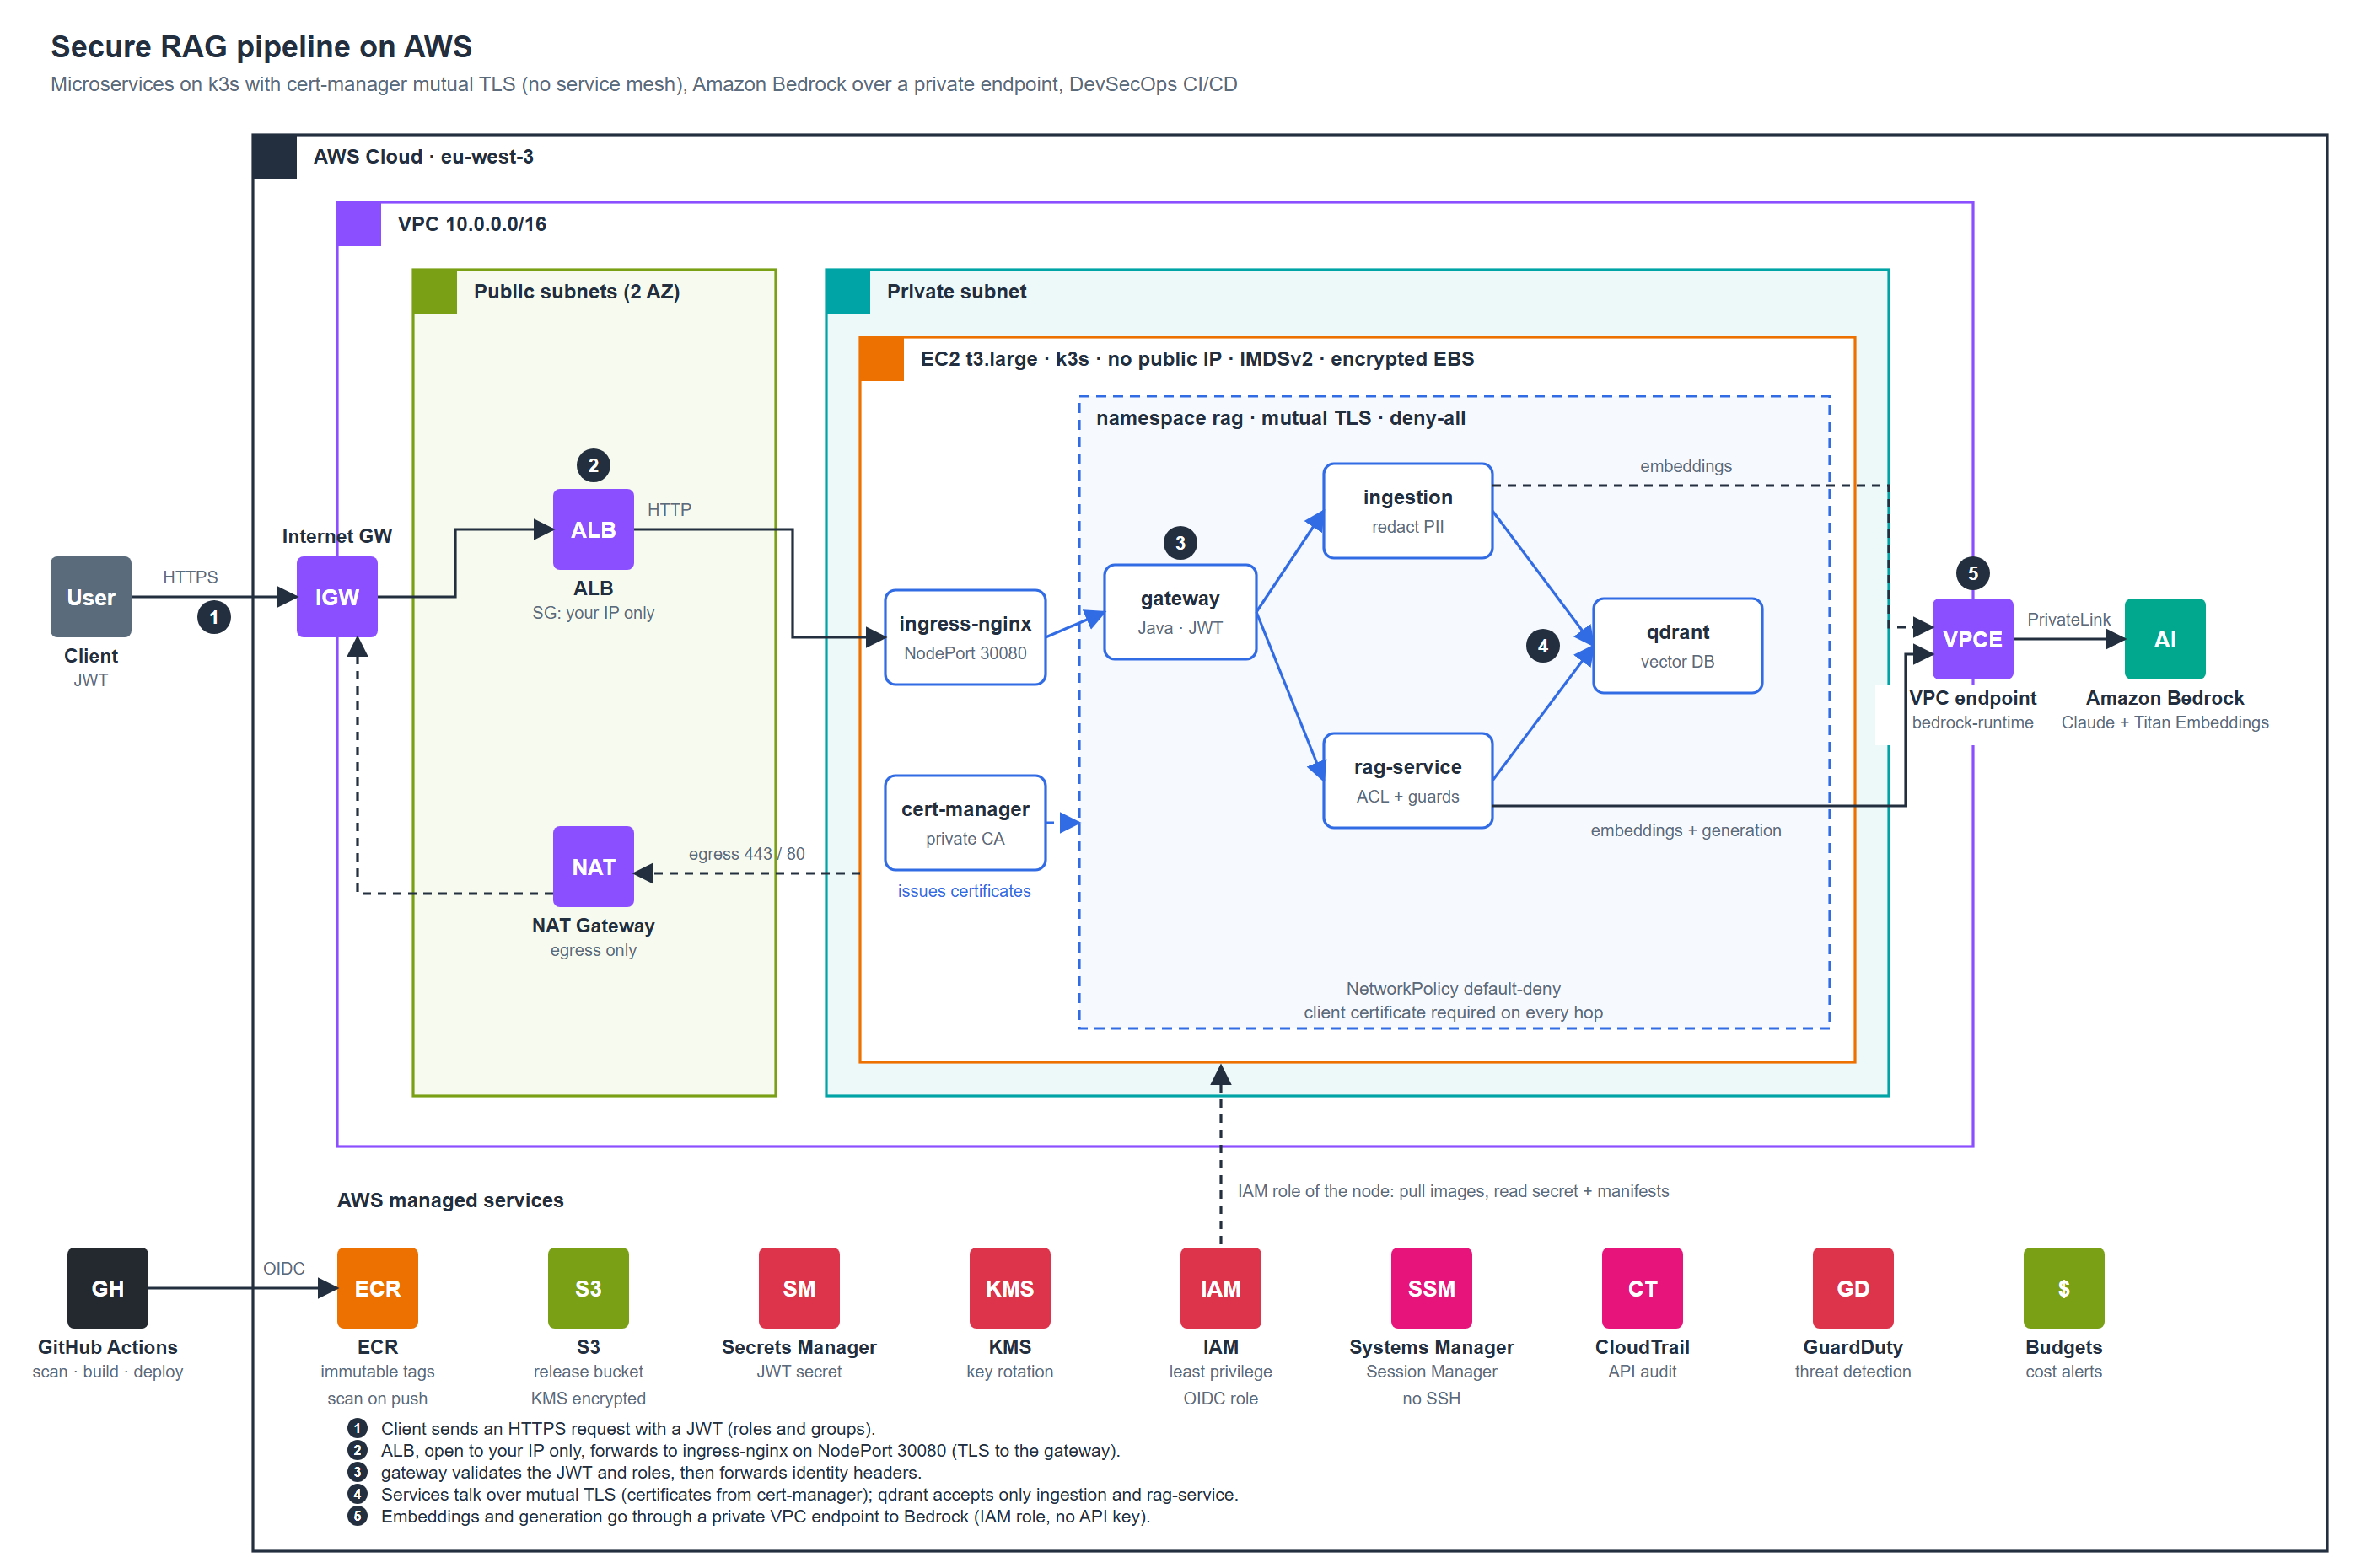 Secure RAG pipeline on AWS
Microservices on k3s with cert-manager mutual TLS (no service mesh), Amazon Bedrock over a private endpoint, DevSecOps CI/CD
AWS Cloud · eu-west-3
VPC 10.0.0.0/16
Public subnets (2 AZ)
Private subnet
EC2 t3.large · k3s · no public IP · IMDSv2 · encrypted EBS
namespace rag · mutual TLS · deny-all
User
Client
JWT
HTTPS
1
Internet GW
IGW
2
ALB
ALB
SG: your IP only
HTTP
NAT
NAT Gateway
egress only
egress 443 / 80
ingress-nginx
NodePort 30080
cert-manager
private CA
issues certificates
3
gateway
Java · JWT
ingestion
redact PII
rag-service
ACL + guards
4
qdrant
vector DB
embeddings
embeddings + generation
NetworkPolicy default-deny
client certificate required on every hop
5
VPCE
VPC endpoint
bedrock-runtime
PrivateLink
AI
Amazon Bedrock
Claude + Titan Embeddings
IAM role of the node: pull images, read secret + manifests
AWS managed services
GH
GitHub Actions
scan · build · deploy
OIDC
ECR
ECR
immutable tags
scan on push
S3
S3
release bucket
KMS encrypted
SM
Secrets Manager
JWT secret
KMS
KMS
key rotation
IAM
IAM
least privilege
OIDC role
SSM
Systems Manager
Session Manager
no SSH
CT
CloudTrail
API audit
GD
GuardDuty
threat detection
$
Budgets
cost alerts
1 Client sends an HTTPS request with a JWT (roles and groups).
2 ALB, open to your IP only, forwards to ingress-nginx on NodePort 30080 (TLS to the gateway).
3 gateway validates the JWT and roles, then forwards identity headers.
4 Services talk over mutual TLS (certificates from cert-manager); qdrant accepts only ingestion and rag-service.
5 Embeddings and generation go through a private VPC endpoint to Bedrock (IAM role, no API key).